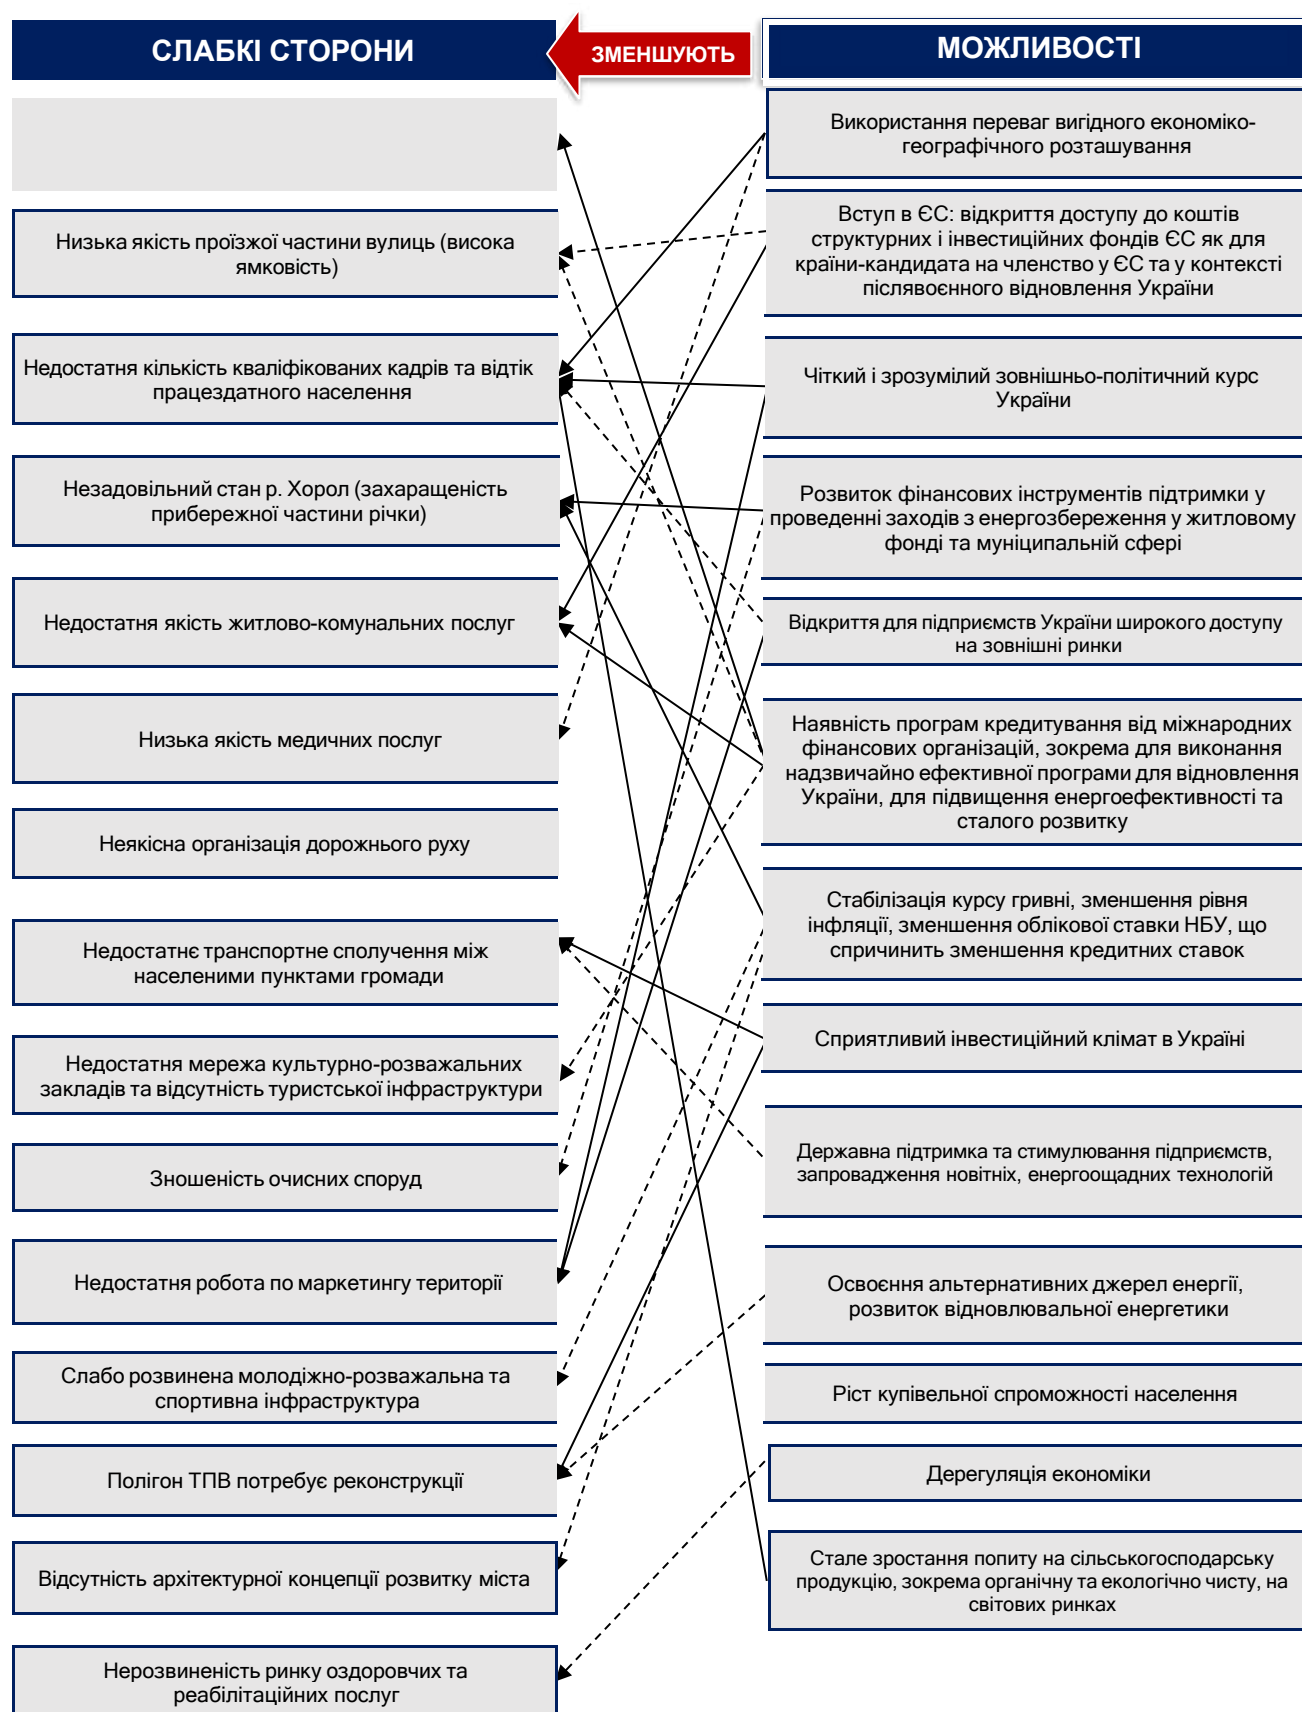 СЛАБКІ СТОРОНИ
ЗМЕНШУЮТЬ
МОЖЛИВОСТІ
Низька якість проїзжої частини вулиць (висока
ямковість)
Недостатня кількість кваліфікованих кадрів та відтік
працездатного населення
Незадовільний стан р. Хорол (захаращеність
прибережної частини річки)
Недостатня якість житлово-комунальних послуг
Низька якість медичних послуг
Неякісна організація дорожнього руху
Недостатнє транспортне сполучення між
населеними пунктами громади
Недостатня мережа культурно-розважальних
закладів та відсутність туристської інфраструктури
Зношеність очисних споруд
Недостатня робота по маркетингу території
Слабо розвинена молодіжно-розважальна та
спортивна інфраструктура
Полігон ТПВ потребує реконструкції
Відсутність архітектурної концепції розвитку міста
Нерозвиненість ринку оздоровчих та
реабілітаційних послуг
Використання переваг вигідного економіко-
географічного розташування
Вступ в ЄС: відкриття доступу до коштів
структурних і інвестиційних фондів ЄС як для
країни-кандидата на членство у ЄС та у контексті
післявоєнного відновлення України
Чіткий і зрозумілий зовнішньо-політичний курс
України
Розвиток фінансових інструментів підтримки у
проведенні заходів з енергозбереження у житловому
фонді та муніципальній сфері
Відкриття для підприємств України широкого доступу
на зовнішні ринки
Наявність програм кредитування від міжнародних
фінансових організацій, зокрема для виконання
надзвичайно ефективної програми для відновлення
України, для підвищення енергоефективності та
сталого розвитку
Стабілізація курсу гривні, зменшення рівня
інфляції, зменшення облікової ставки НБУ, що
спричинить зменшення кредитних ставок
Сприятливий інвестиційний клімат в Україні
Державна підтримка та стимулювання підприємств,
запровадження новітніх, енергоощадних технологій
Освоєння альтернативних джерел енергії,
розвиток відновлювальної енергетики
Ріст купівельної спроможності населення
Дерегуляція економіки
Стале зростання попиту на сільськогосподарську
продукцію, зокрема органічну та екологічно чисту, на
світових ринках